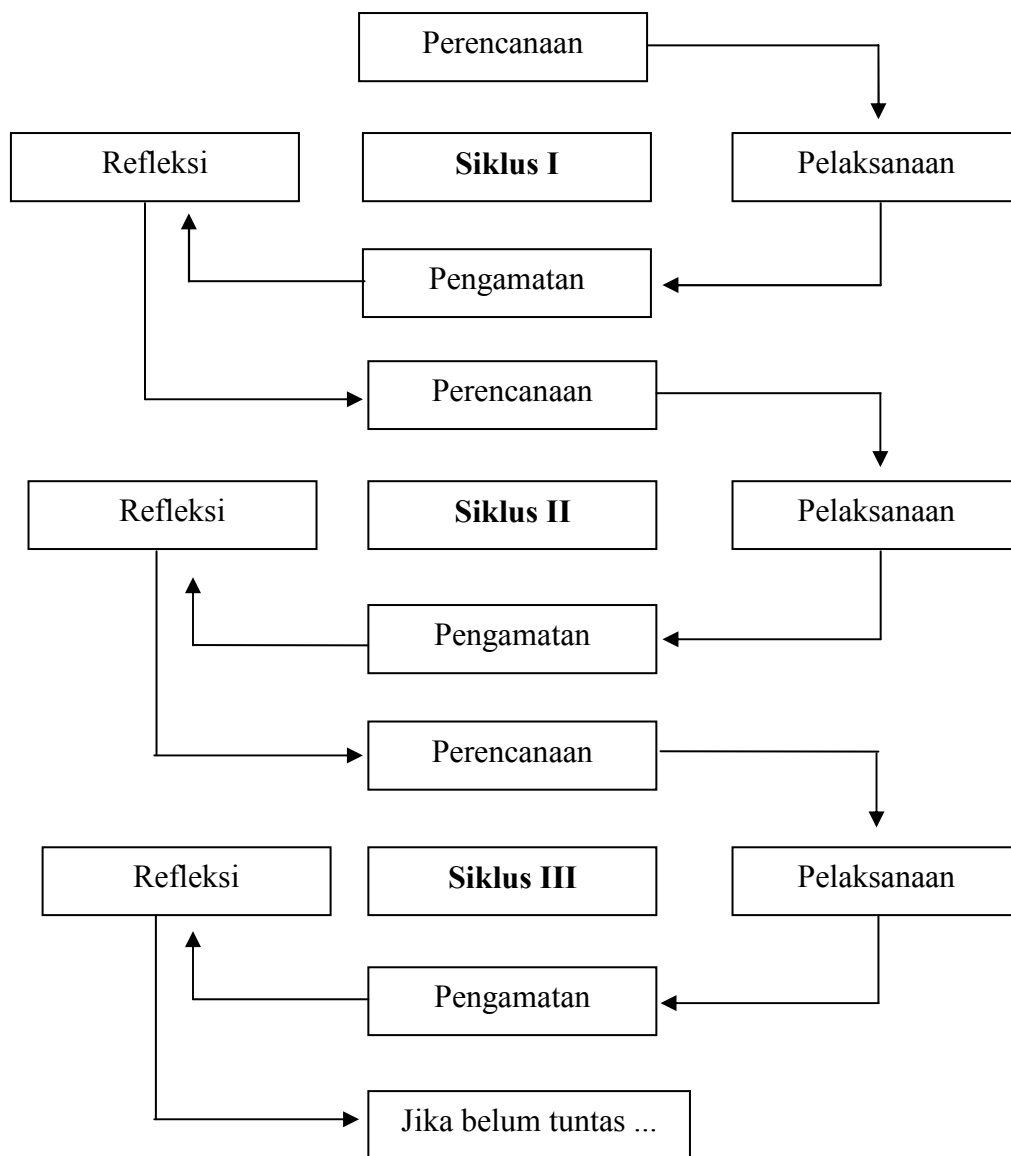 Perencanaan
Refleksi
Siklus I
Pelaksanaan
Pengamatan
Perencanaan
Refleksi
Siklus II
Pelaksanaan
Pengamatan
Perencanaan
Refleksi
Siklus III
Pelaksanaan
Pengamatan
Jika belum tuntas ...